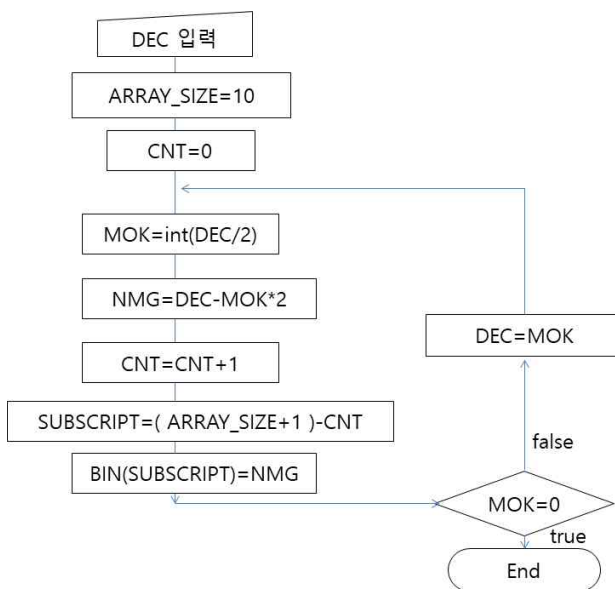 DEC 입력
ARRAY_SIZE=10
CNT=0
MOK=int(DEC/2)
NMG=DEC-MOK*2
DEC=MOK
CNT=CNT+1
SUBSCRIPT=( ARRAY_SIZE+1 )-CNT
false
BIN(SUBSCRIPT)=NMG
MOK=0
true
End